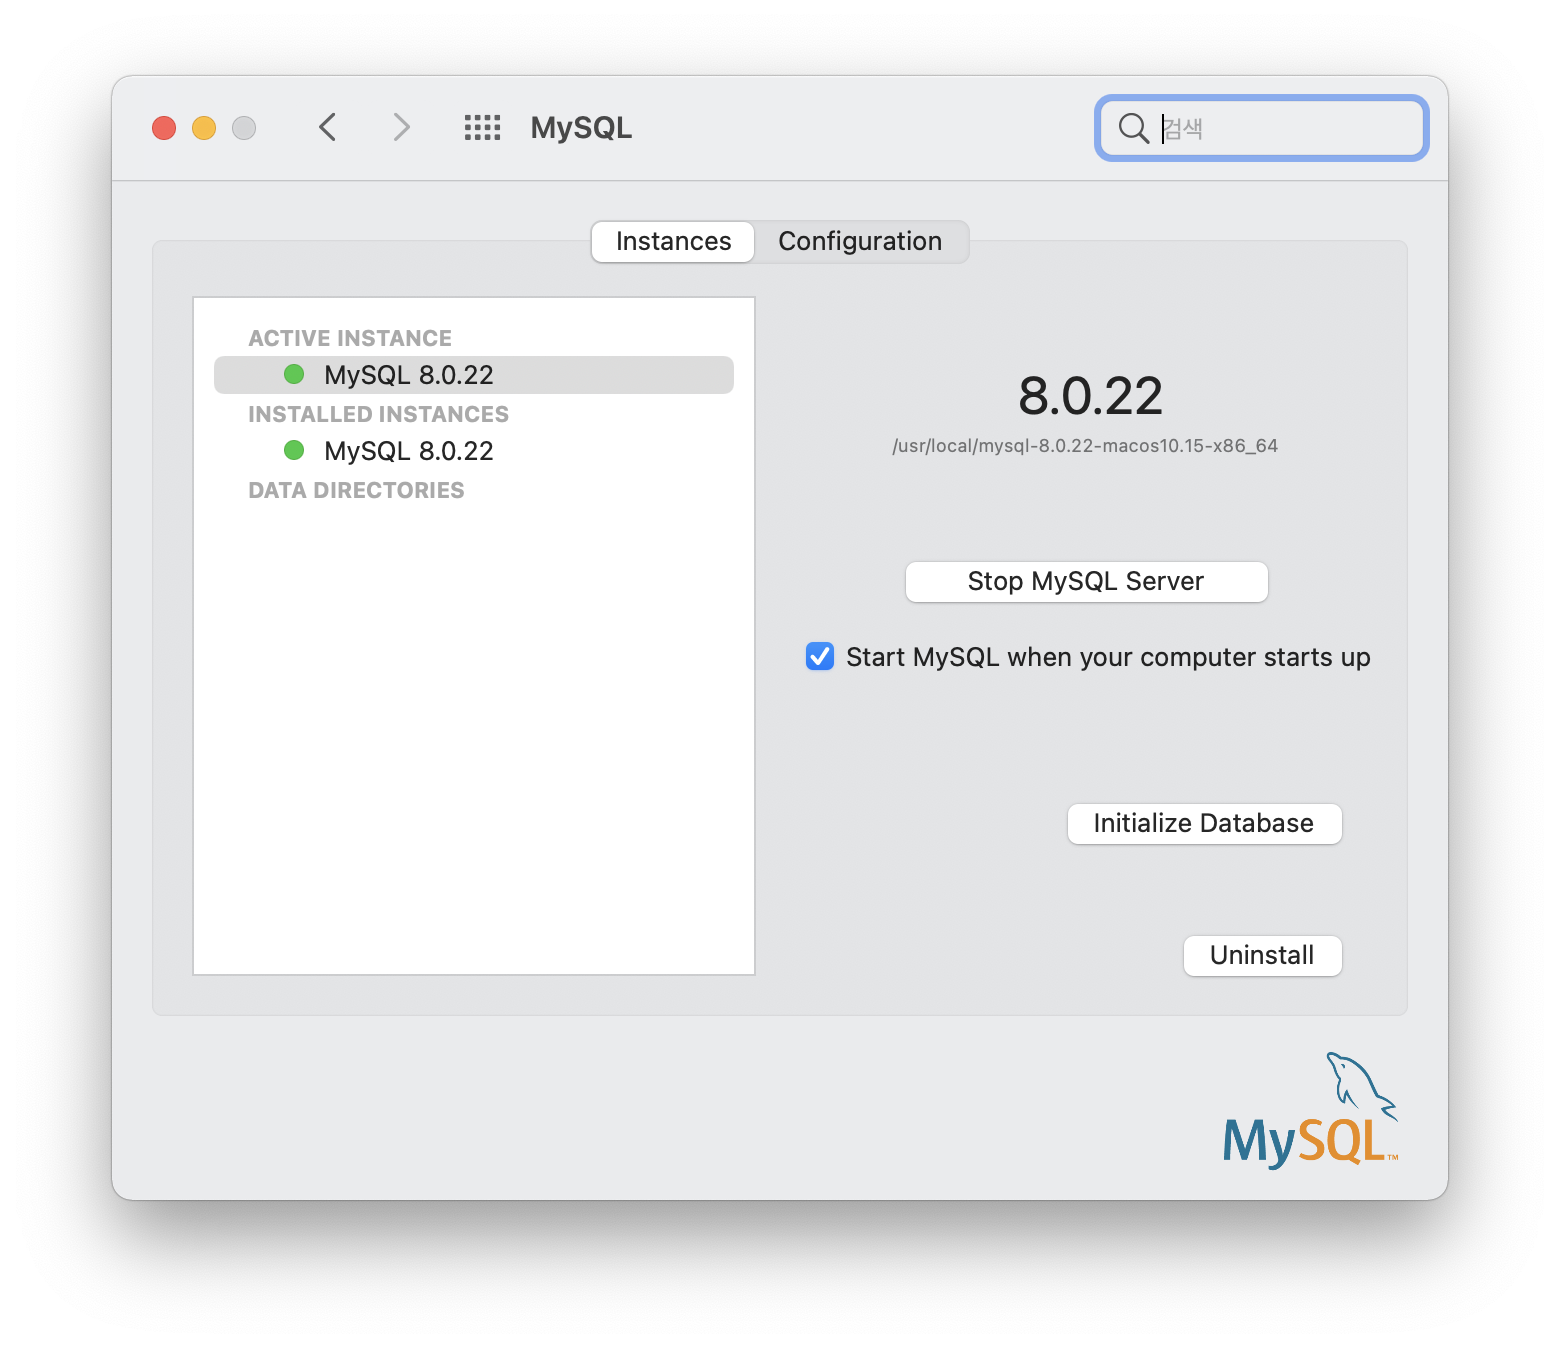 MySQL
검색
Instances
Configuration
ACTIVE INSTANCE
MySQL 8.0.22
INSTALLED INSTANCES
MySQL 8.0.22
DATA DIRECTORIES
8.0.22
/usr/local/mysql-8.0.22-macos10.15-x86_64
Stop MySQL Server
Start MySQL when your computer starts up
Initialize Database
Uninstall
MySQL™